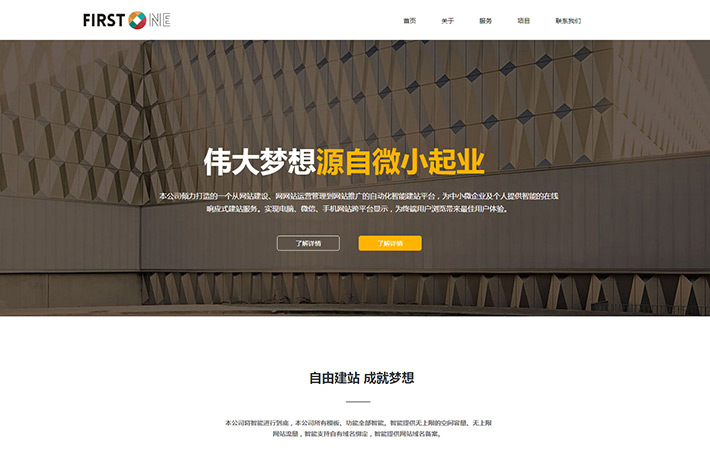 FIRST ONE
首页 关于 服务 项目 联系我们
伟大梦想源自微小起业
本公司倾力打造的一个从网站建设、网网站运营管理到网站推广的自动化智能建站平台，为中小微企业及个人提供智能的在线
响应式建站服务。实现电脑、微信、手机网站跨平台显示，为终端用户浏览带来最佳用户体验。
了解详情 了解详情
自由建站 成就梦想
本公司将智能进行到底，本公司所有模板、功能全部智能。智能提供无上限的空间容量、无上限
网站流量，智能支持自有域名绑定，智能提供网站域名备案。